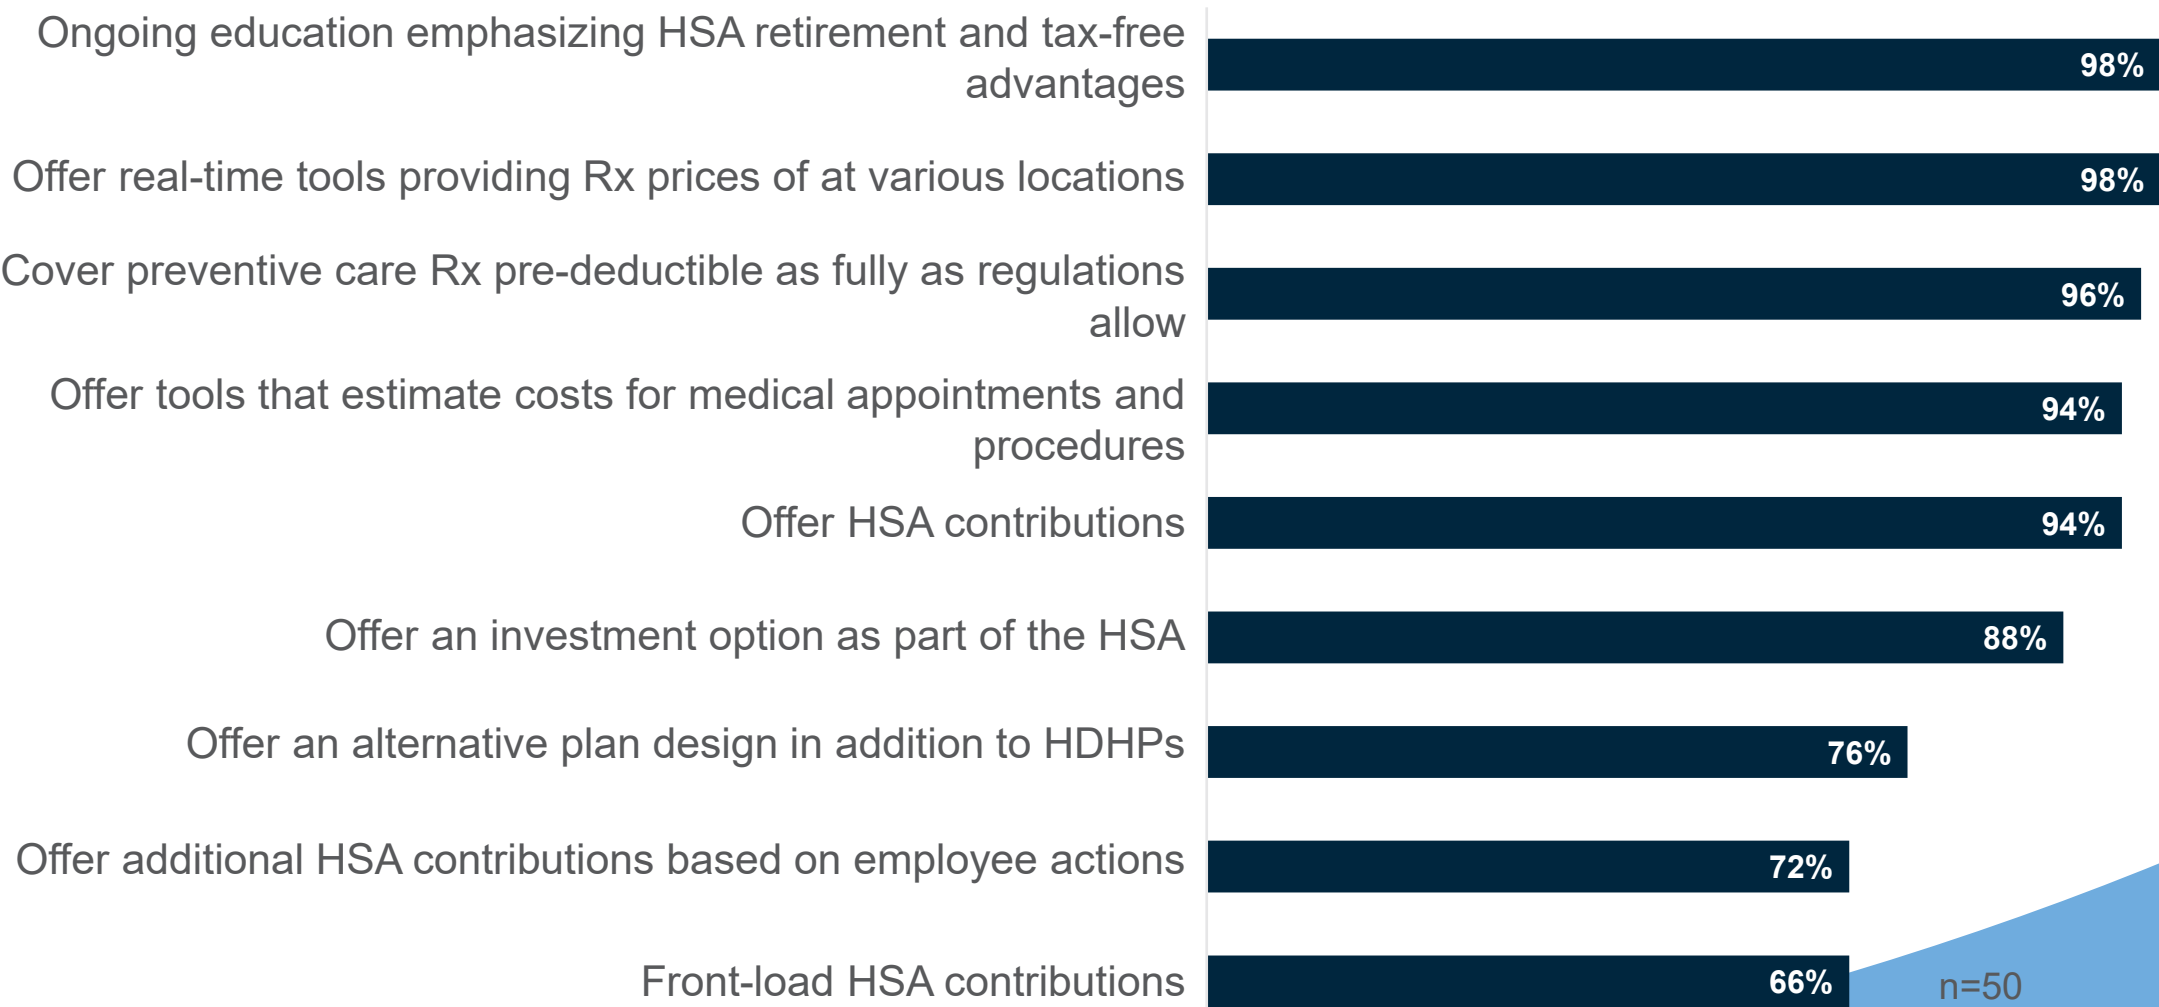 Ongoing education emphasizing HSA retirement and tax-free
advantages
98%
Offer real-time tools providing Rx prices of at various locations
98%
Cover preventive care Rx pre-deductible as fully as regulations
allow
96%
Offer tools that estimate costs for medical appointments and
procedures
94%
Offer HSA contributions
94%
Offer an investment option as part of the HSA
88%
Offer an alternative plan design in addition to HDHPs
76%
Offer additional HSA contributions based on employee actions
72%
Front-load HSA contributions
66%
n=50